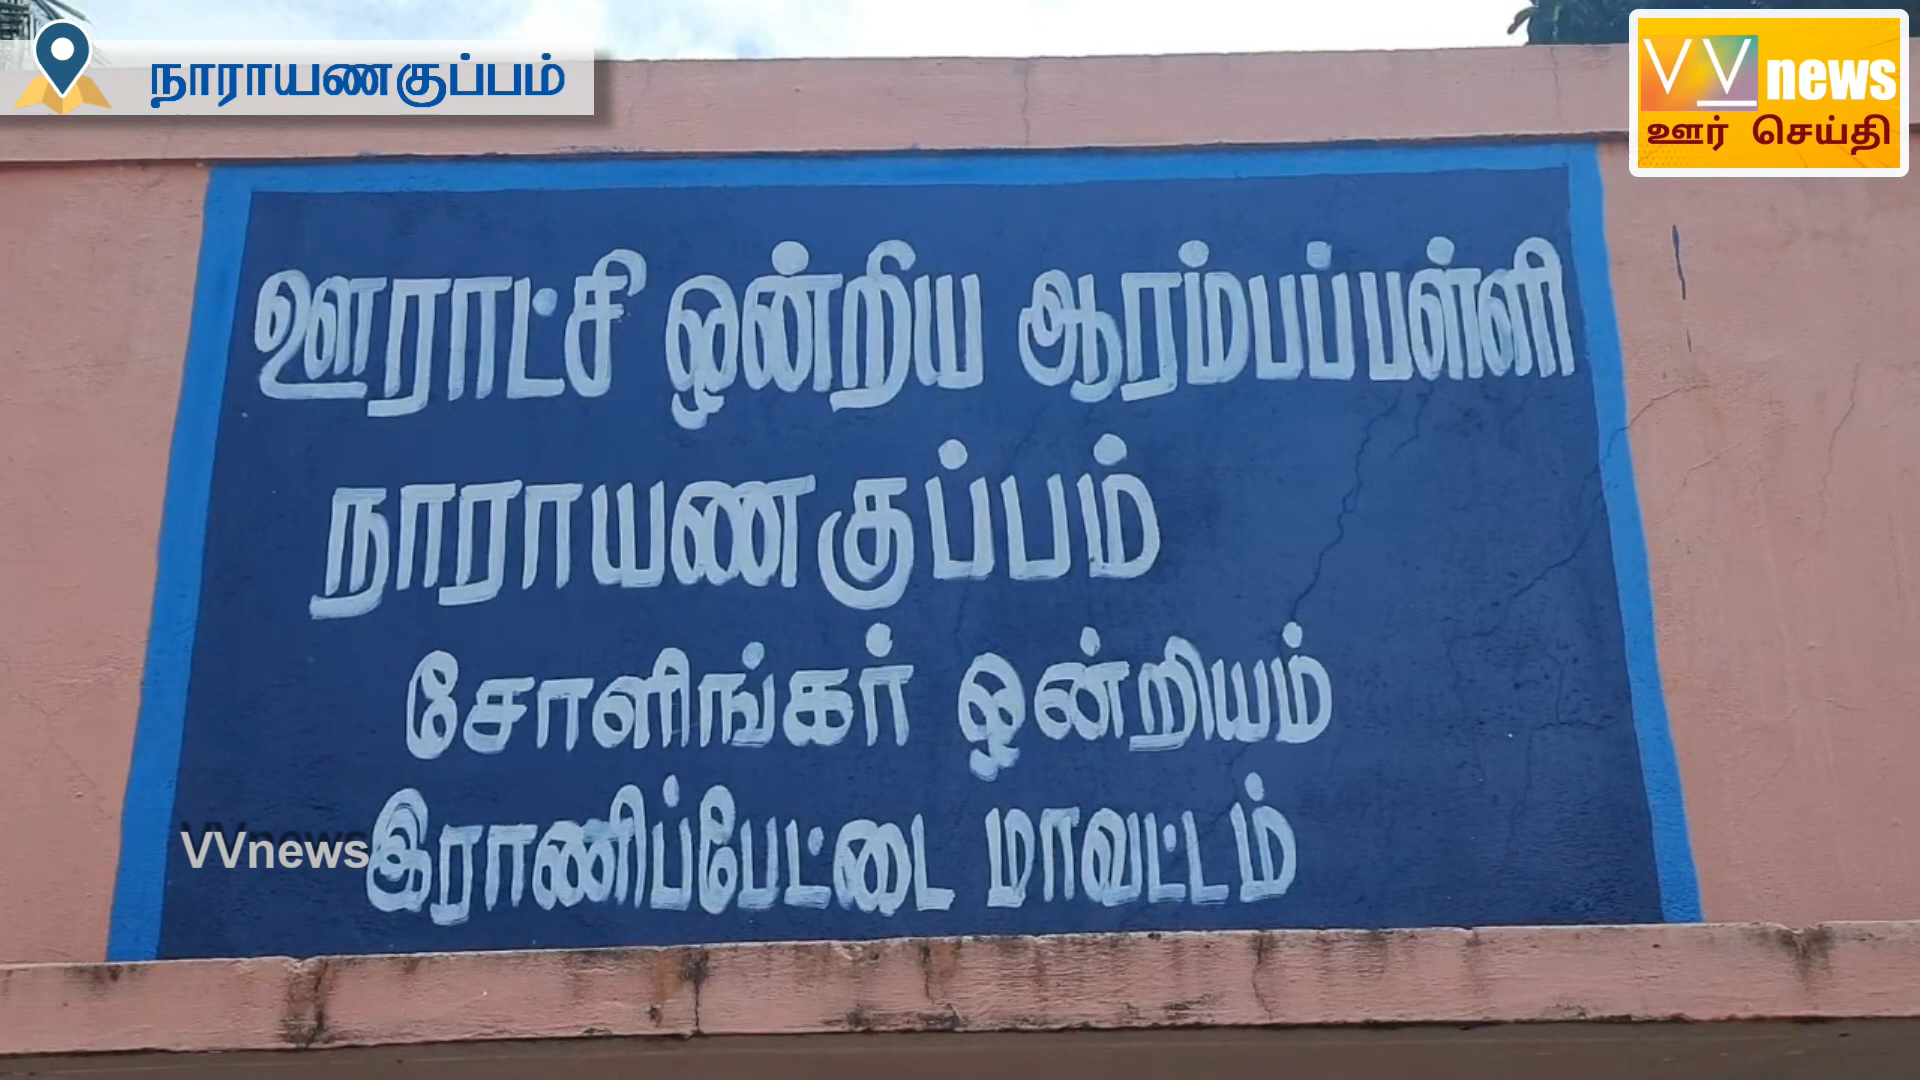 நாராயணகுப்பம்
VV news
ஊர் செய்தி
ஊராட்சி ஒன்றிய ஆரம்பப்பள்ளி
நாராயணகுப்பம்
சோளிங்கர் ஒன்றியம்
இராணிப்பேட்டை மாவட்டம்
VVnews